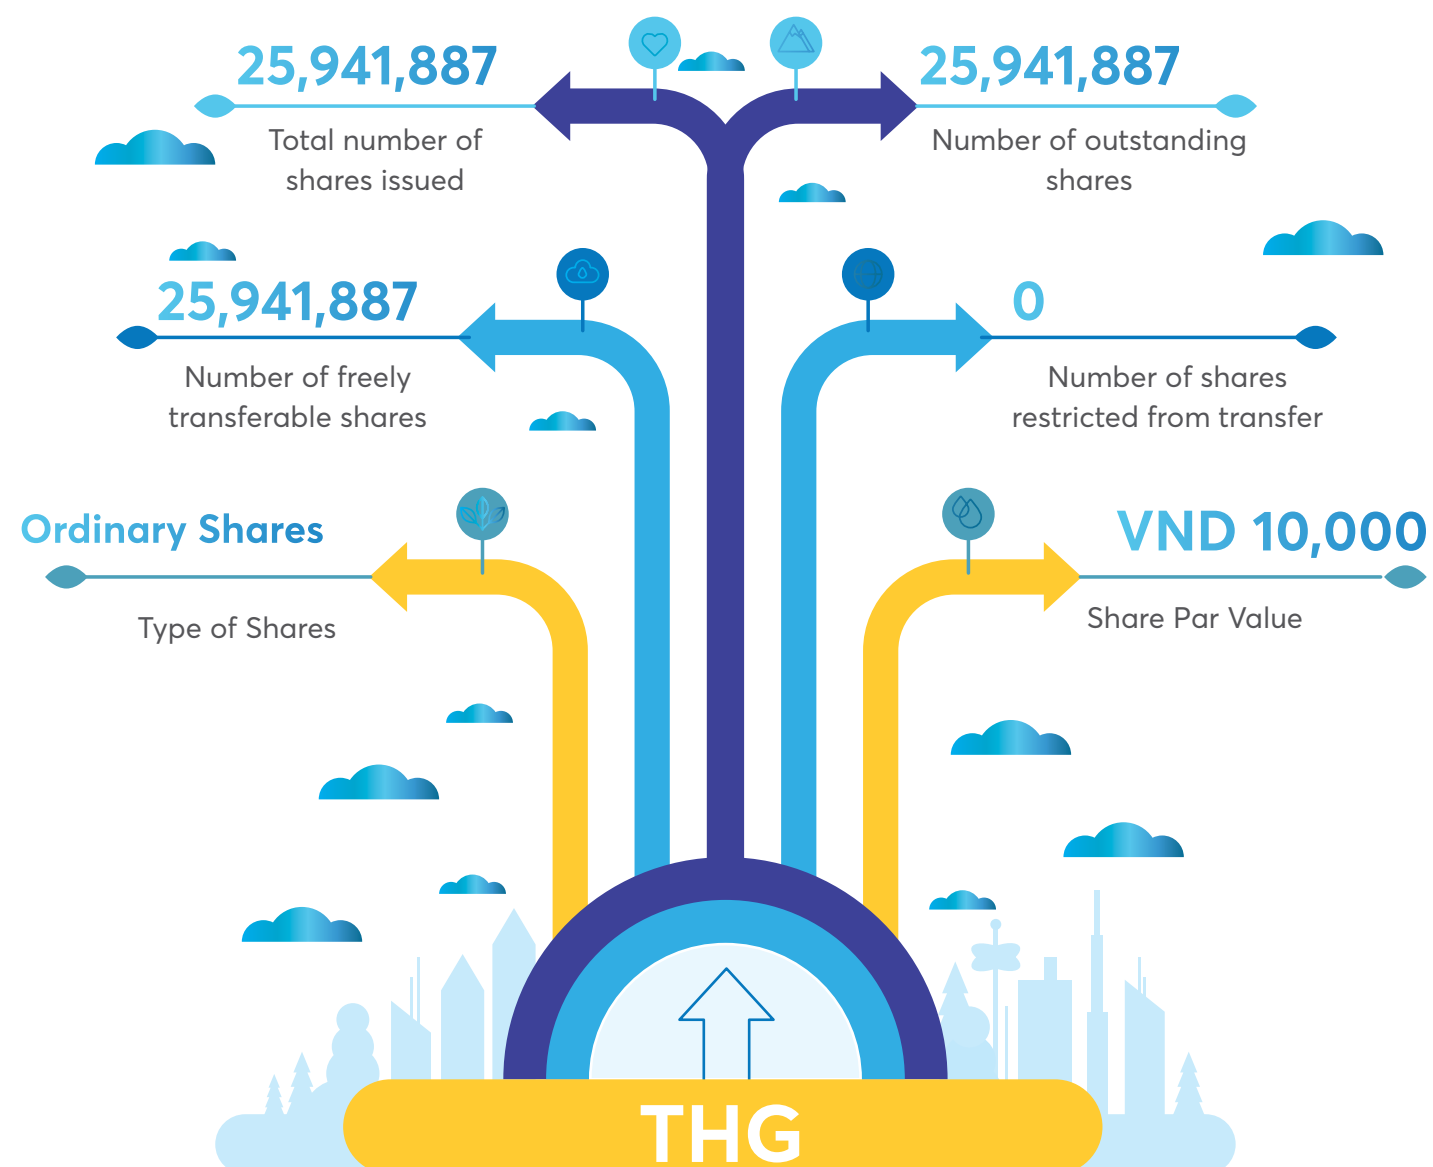 25,941,887
Total number of
shares issued
25,941,887
Number of outstanding
shares
25,941,887
Number of freely
transferable shares
0
Number of shares
restricted from transfer
Ordinary Shares
Type of Shares
VND 10,000
Share Par Value
THG